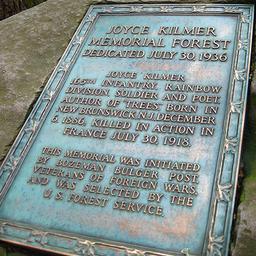 JOYCE KILMER
MEMORIAL FOREST
DEDICATED JULY 30, 1936
JOYCE KILMER
165TH INFANTRY, RAINBOW
DIVISION, SOLDIER AND POET,
AUTHOR OF "TREES" BORN IN
NEW BRUNSWICK N.J. DECEMBER
6, 1886, KILLED IN ACTION IN
FRANCE JULY 30, 1918.
THIS MEMORIAL WAS INITIATED
BY BOZEMAN BULGER POST
VETERANS OF FOREIGN WARS,
AND WAS SELECTED BY THE
U. S. FOREST SERVICE